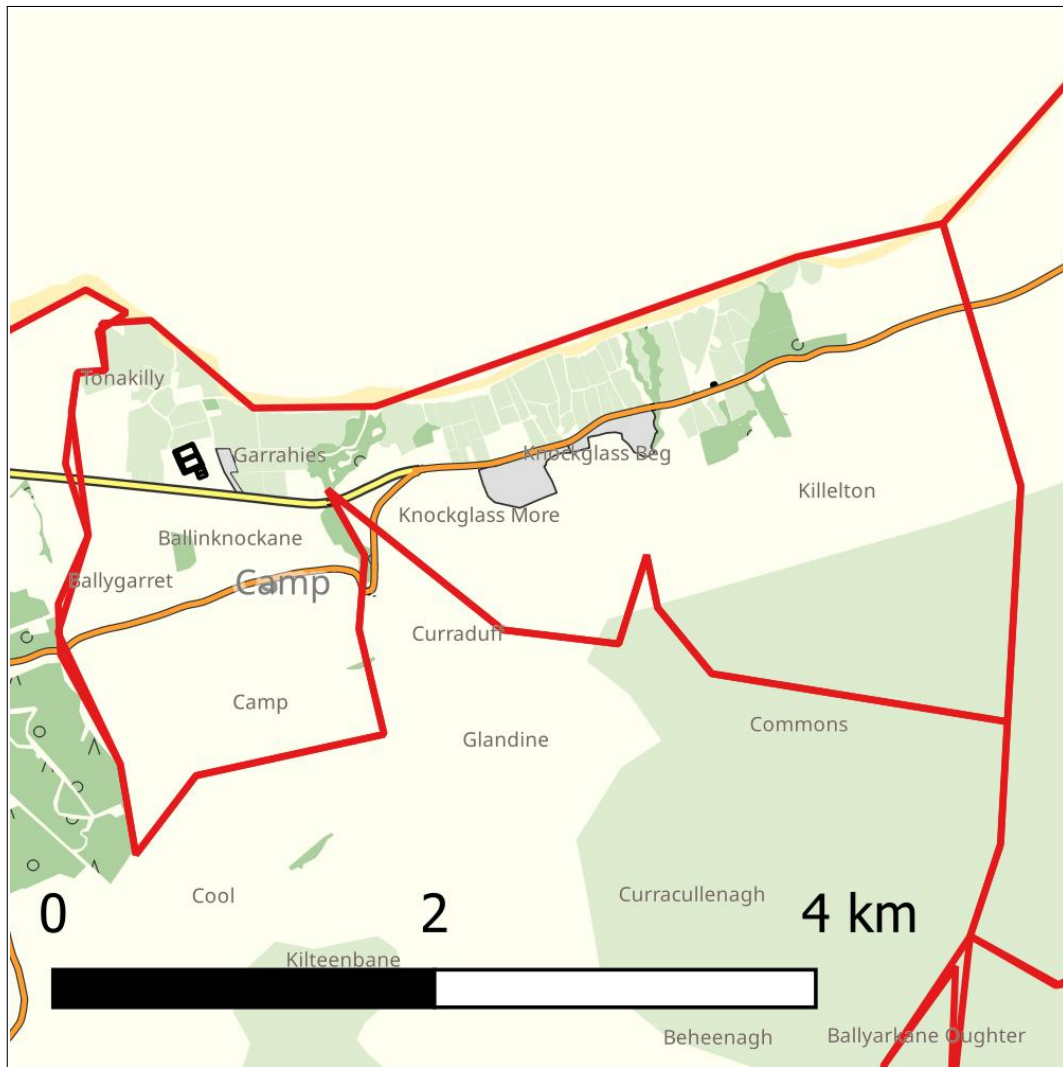 Tonakilly
Garrahies
Knockglass Beg
Killelton
Knockglass More
Ballinknockane
Ballygarret
Camp
Curraduff
Camp
Commons
Glandine
Cool
Curracullenagh
0 2 4 km
Kilteenbane
Beheenagh
Ballyarkane Oughter